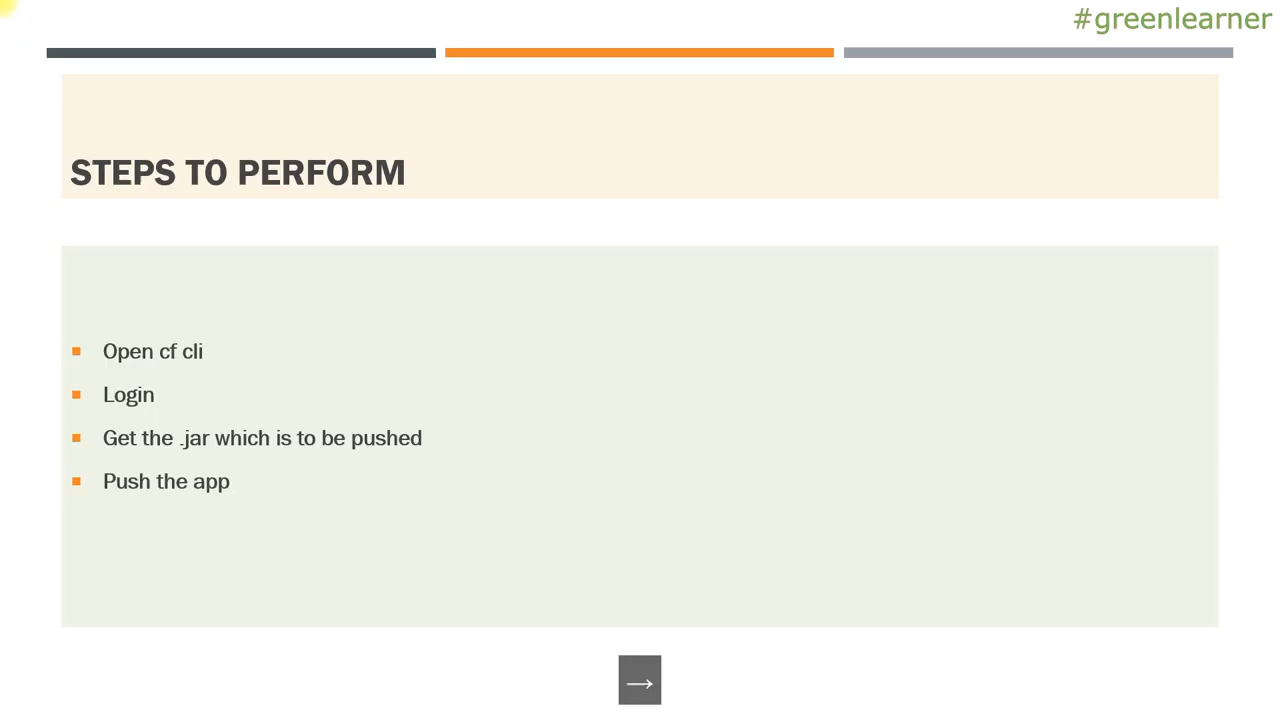 #greenlearner
STEPS TO PERFORM
Open cf cli
Login
Get the .jar which is to be pushed
Push the app
→